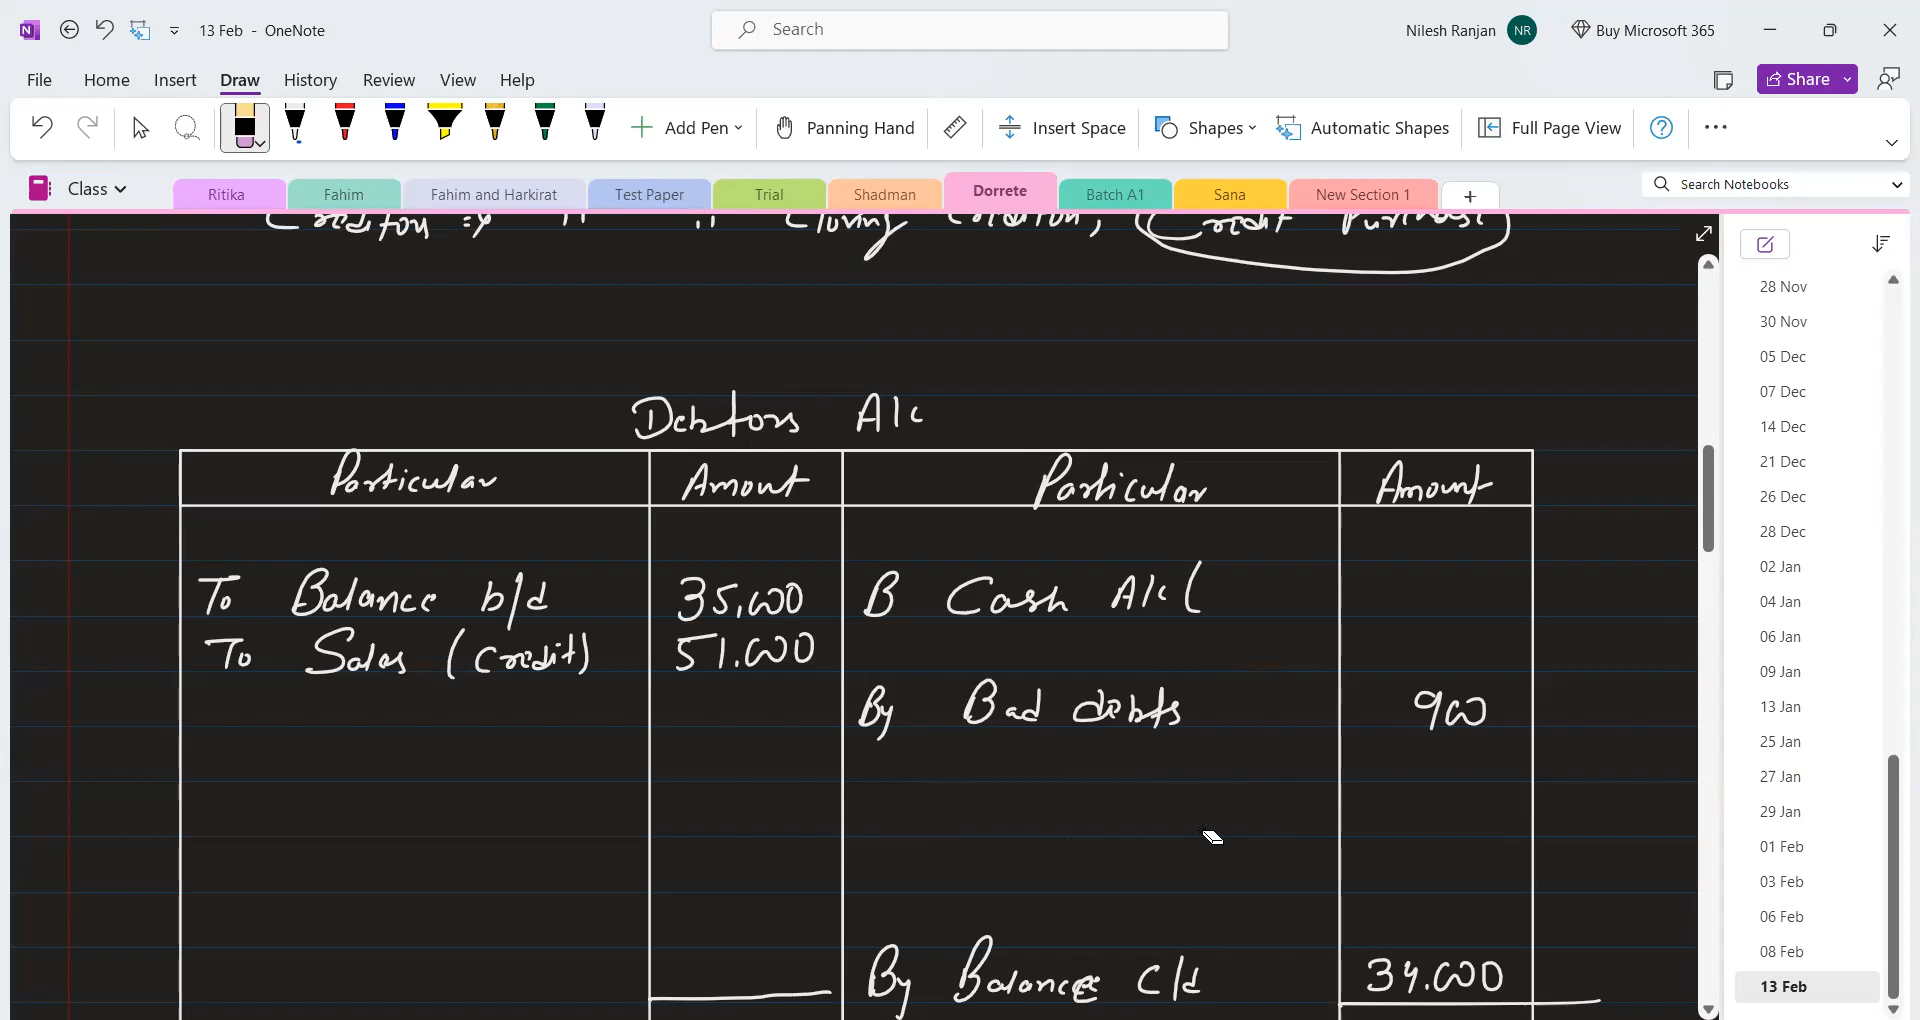 13 Feb - OneNote
Search
Nilesh Ranjan NR
Buy Microsoft 365
File Home Insert Draw History Review View Help
Share
Add Pen
Panning Hand
Insert Space
Shapes
Automatic Shapes
Full Page View
Class
Ritika
Fahim
Fahim and Harkirat
Test Paper
Trial
Shadman
Dorrete
Batch A1
Sana
New Section 1
Search Notebooks
Creditors => " " Closing Creditors, Credit Purchase
Debtors A/c
Particular Amount Particular Amount
To Balance b/d 35,000 B Cash A/c (
To Sales (credit) 51,000
By Bad debts 900
By Balance c/d 34,000
28 Nov
30 Nov
05 Dec
07 Dec
14 Dec
21 Dec
26 Dec
28 Dec
02 Jan
04 Jan
06 Jan
09 Jan
13 Jan
25 Jan
27 Jan
29 Jan
01 Feb
03 Feb
06 Feb
08 Feb
13 Feb